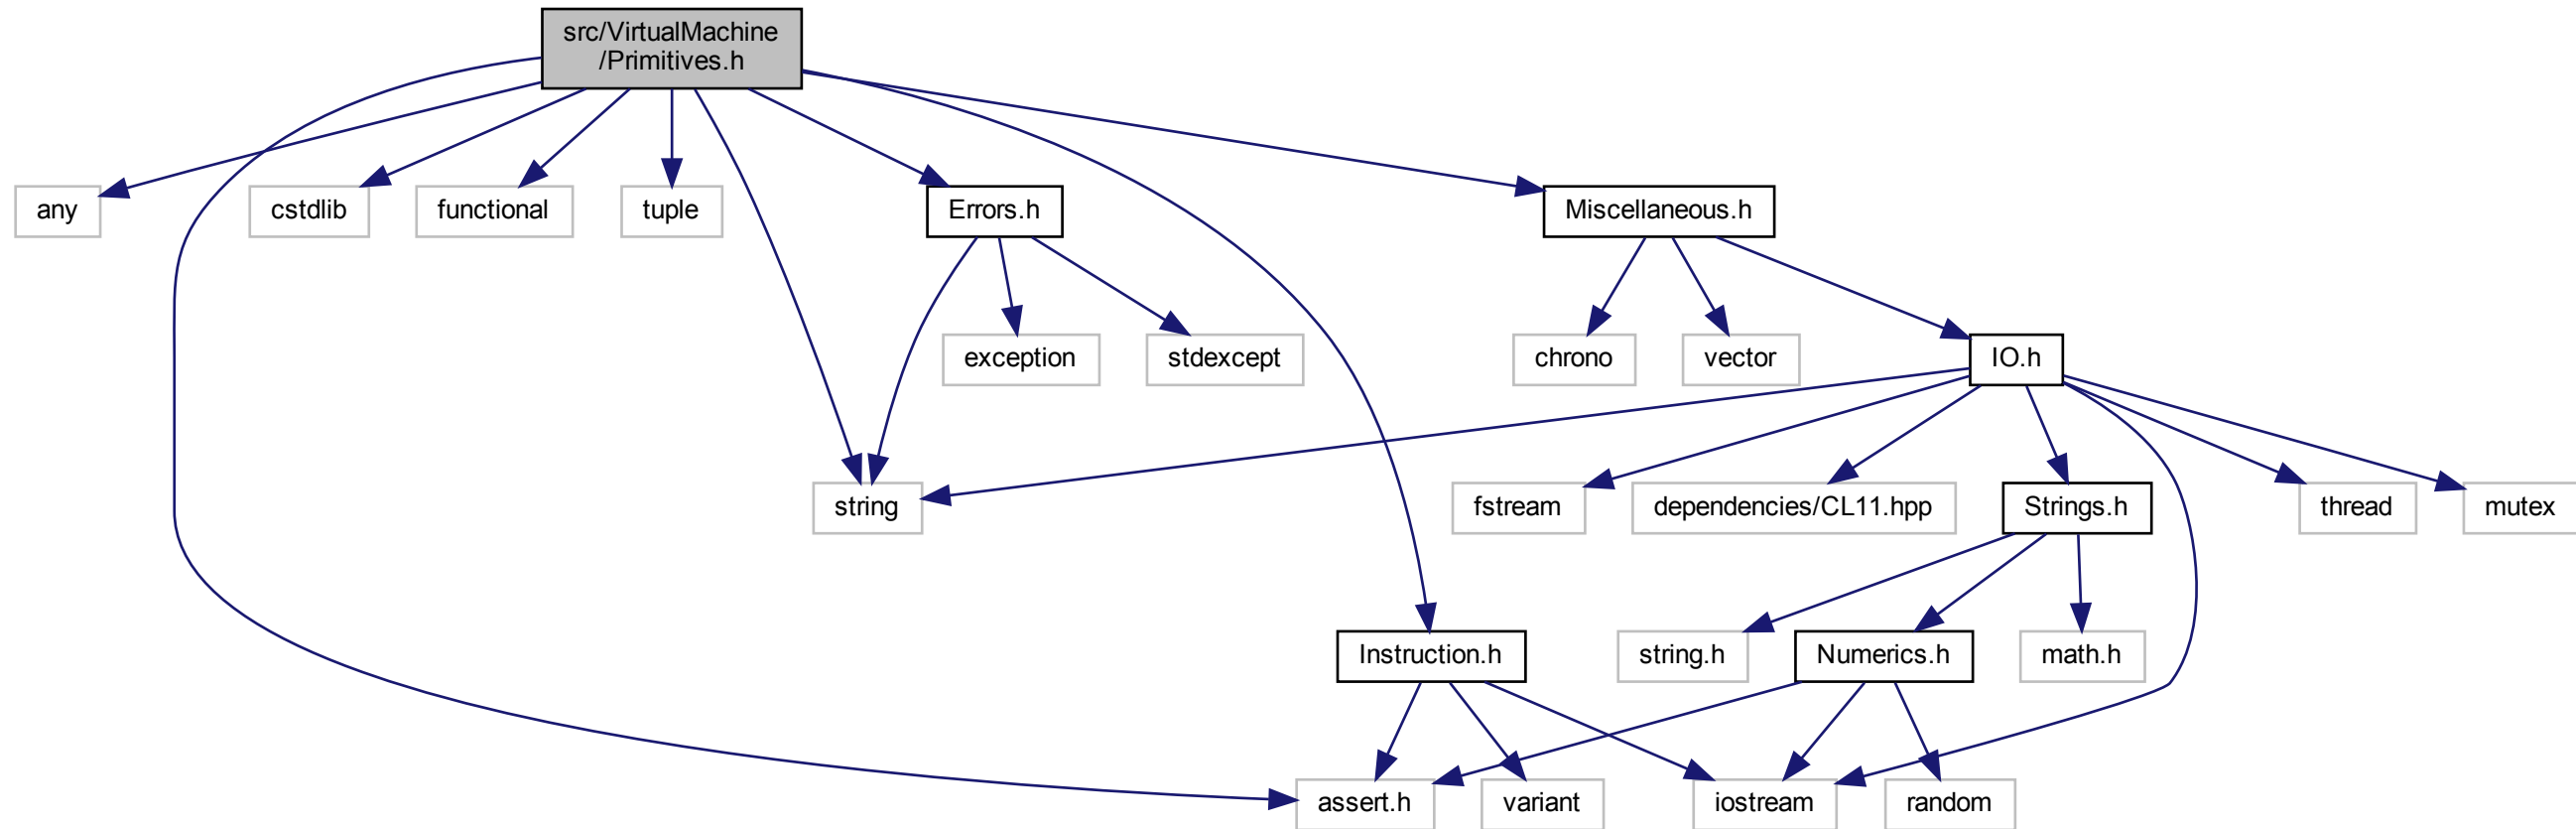 src/VirtualMachine
/Primitives.h
any
cstdlib
functional
tuple
Errors.h
Miscellaneous.h
exception
stdexcept
chrono
vector
IO.h
string
fstream
dependencies/CL11.hpp
Strings.h
thread
mutex
Instruction.h
string.h
Numerics.h
math.h
assert.h
variant
iostream
random